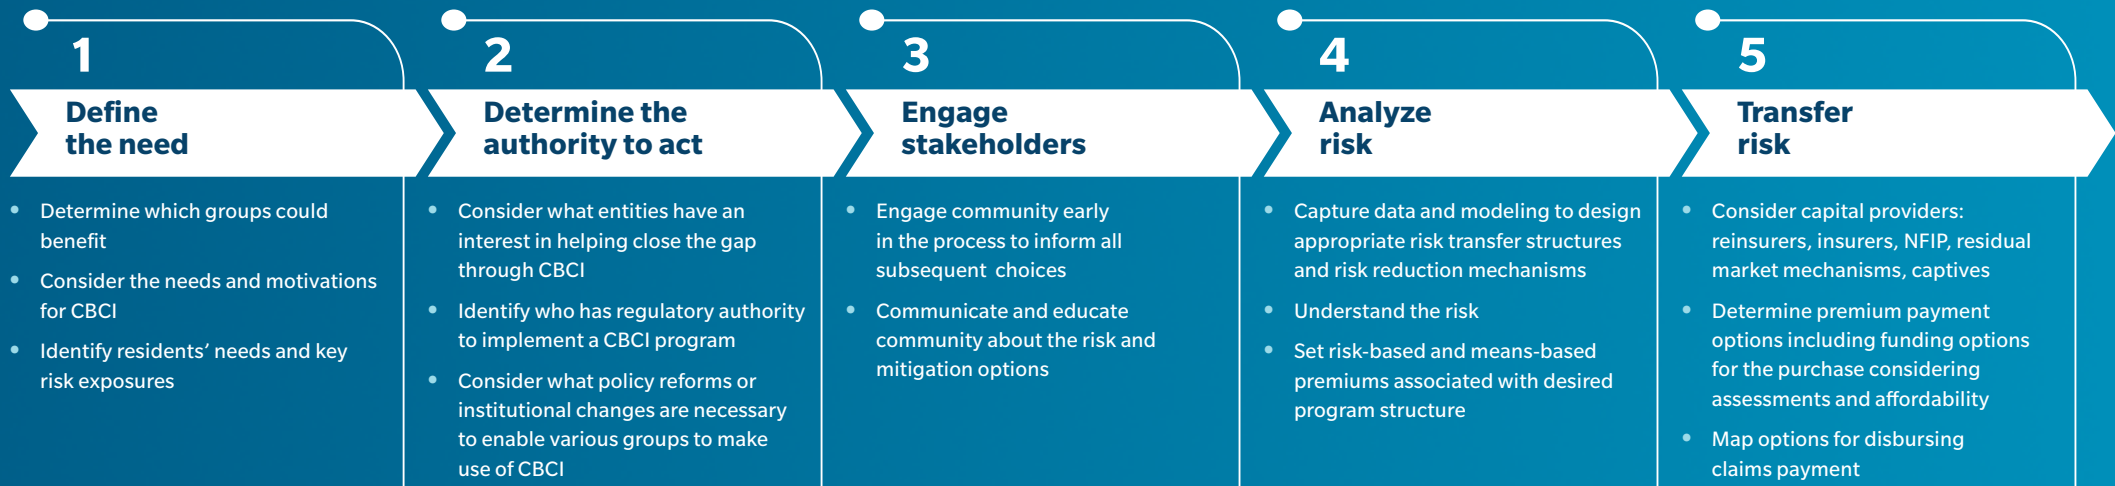 1
Define
the need
• Determine which groups could
benefit
• Consider the needs and motivations
for CBCI
• Identify residents’ needs and key
risk exposures
2
Determine the
authority to act
• Consider what entities have an
interest in helping close the gap
through CBCI
• Identify who has regulatory authority
to implement a CBCI program
• Consider what policy reforms or
institutional changes are necessary
to enable various groups to make
use of CBCI
3
Engage
stakeholders
• Engage community early
in the process to inform all
subsequent choices
• Communicate and educate
community about the risk and
mitigation options
4
Analyze
risk
• Capture data and modeling to design
appropriate risk transfer structures
and risk reduction mechanisms
• Understand the risk
• Set risk-based and means-based
premiums associated with desired
program structure
5
Transfer
risk
• Consider capital providers:
reinsurers, insurers, NFIP, residual
market mechanisms, captives
• Determine premium payment
options including funding options
for the purchase considering
assessments and affordability
• Map options for disbursing
claims payment